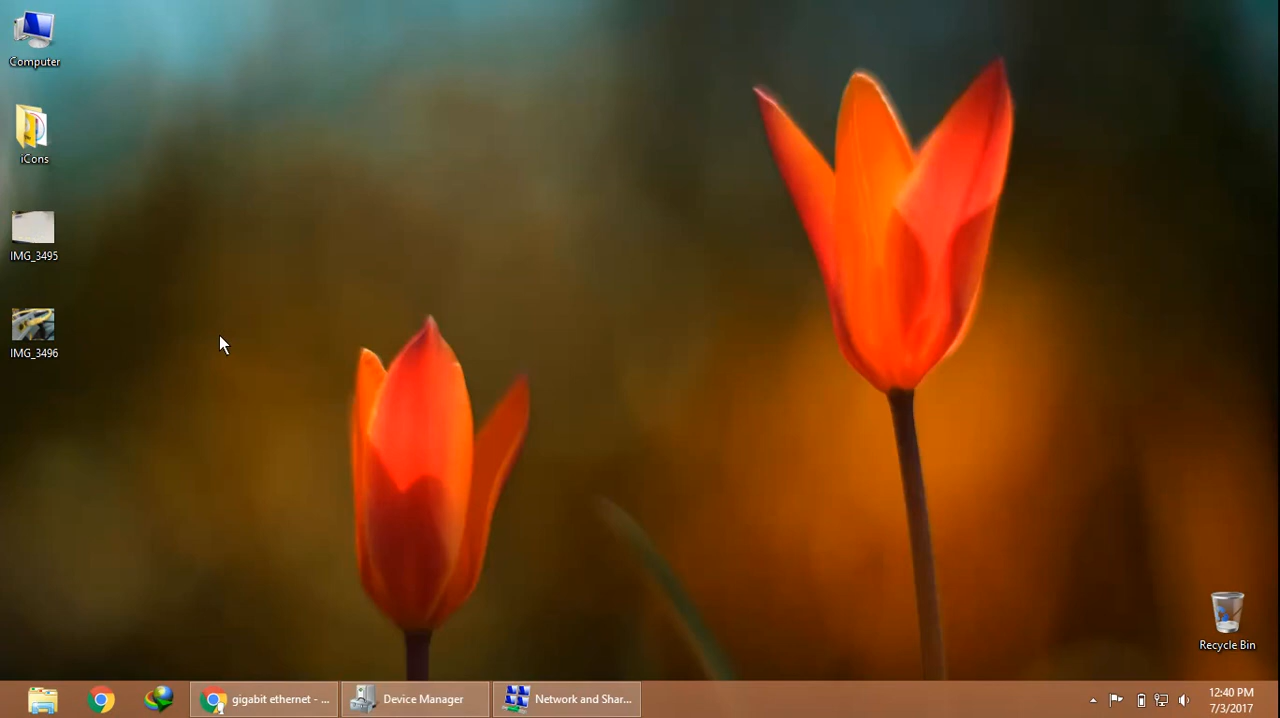 Computer
iCons
IMG_3495
IMG_3496
Recycle Bin
gigabit ethernet - ...
Device Manager
Network and Shar...
12:40 PM
7/3/2017